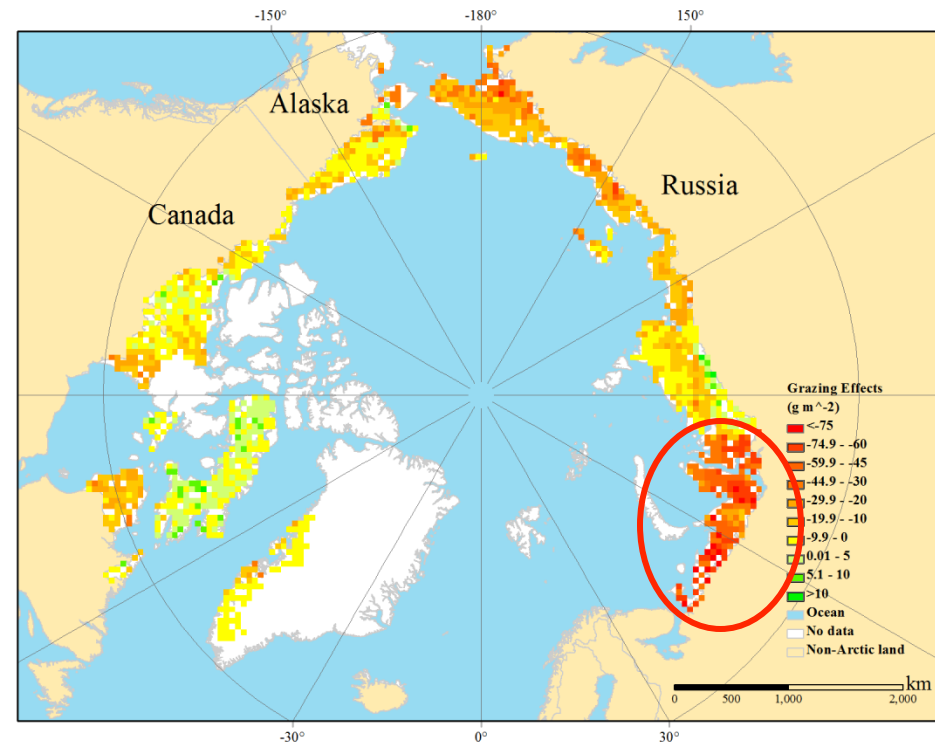 -150°
-180°
150°
Alaska
Russia
Canada
Grazing Effects
(g m^-2)
<-75
-74.9 - -60
-59.9 - -45
-44.9 - -30
-29.9 - -20
-19.9 - -10
-9.9 - 0
0.01 - 5
5.1 - 10
>10
Ocean
No data
Non-Arctic land
km
0 500 1,000 2,000
-30°
0°
30°